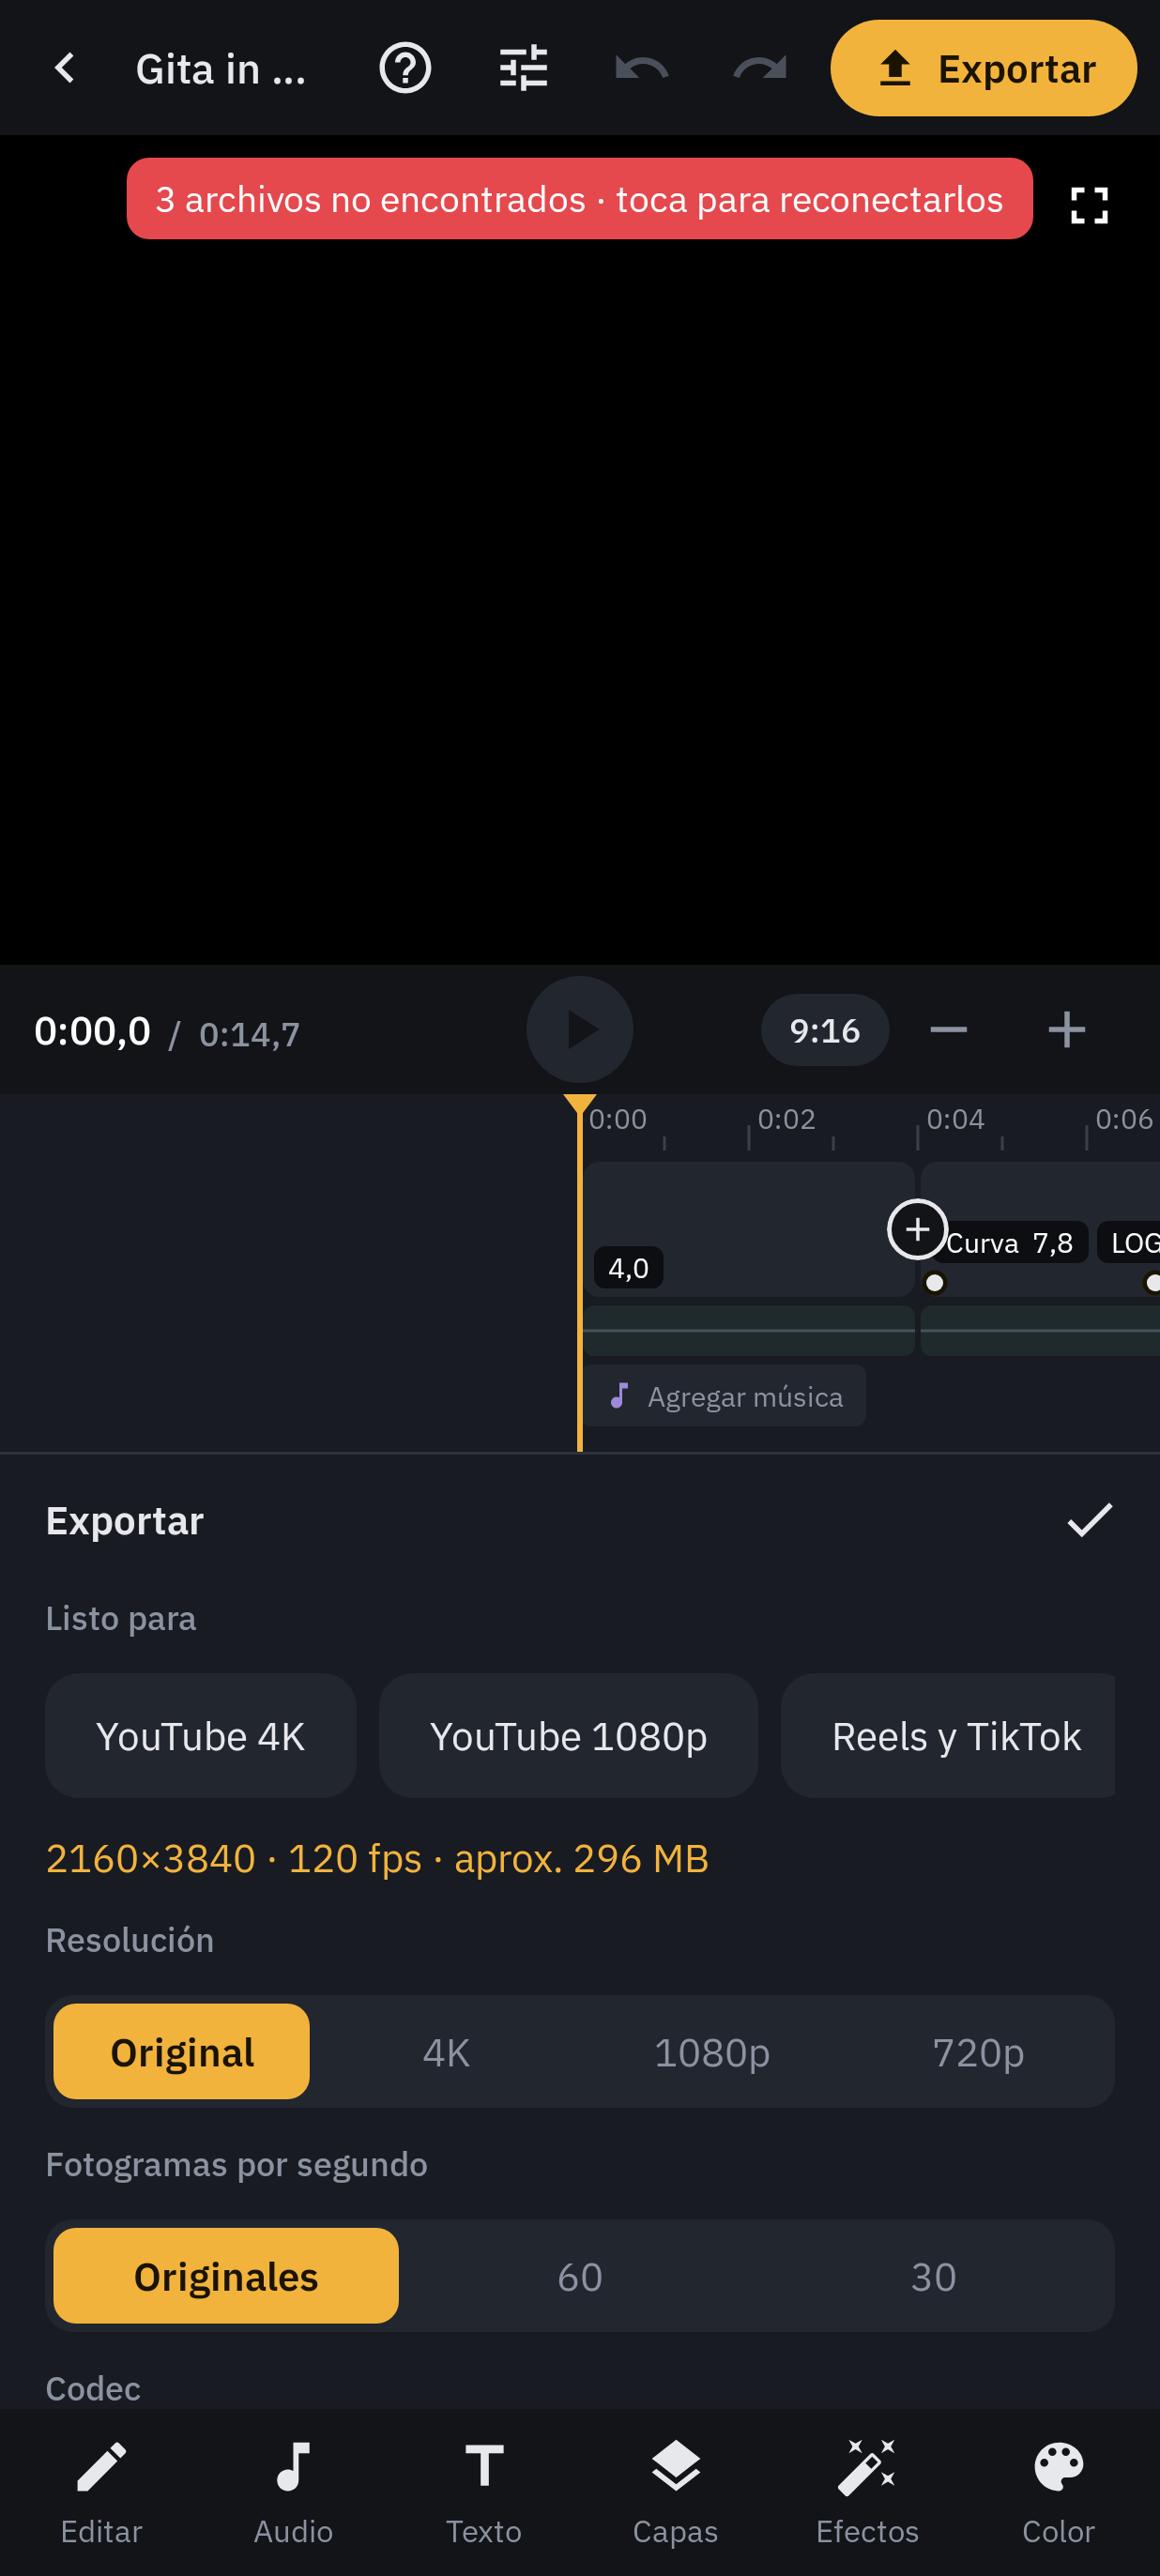 Gita in ...
Exportar
3 archivos no encontrados · toca para reconectarlos
0:00,0 / 0:14,7
9:16
0:00 0:02 0:04 0:06
4,0
Curva 7,8
LOG
Agregar música
Exportar
Listo para
YouTube 4K
YouTube 1080p
Reels y TikTok
2160×3840 · 120 fps · aprox. 296 MB
Resolución
Original 4K 1080p 720p
Fotogramas por segundo
Originales 60 30
Codec
Editar Audio Texto Capas Efectos Color